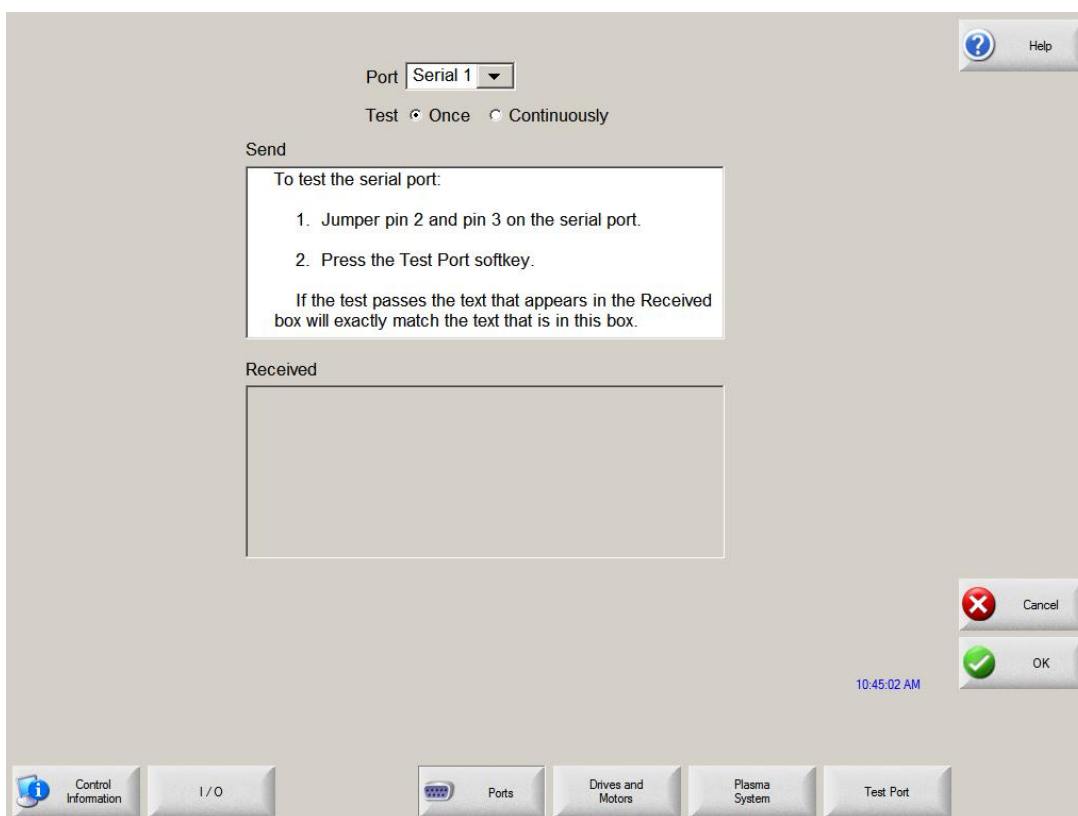 Help
Port Serial 1
Test Once Continuously
Send
To test the serial port:
1. Jumper pin 2 and pin 3 on the serial port.
2. Press the Test Port softkey.
If the test passes the text that appears in the Received
box will exactly match the text that is in this box.
Received
Cancel
OK
10:45:02 AM
Control
Information
I / O
Ports
Drives and
Motors
Plasma
System
Test Port